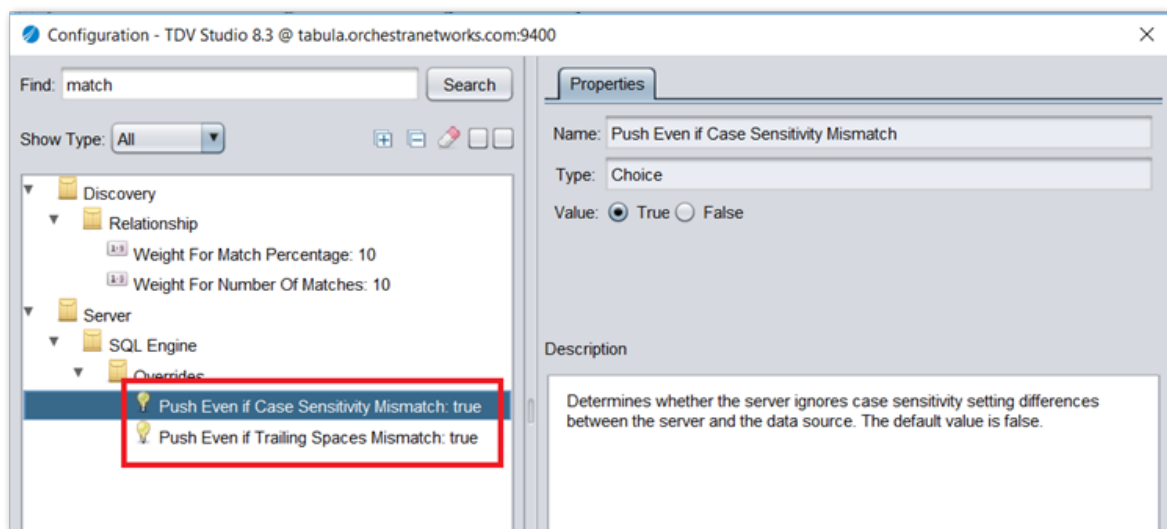 Configuration - TDV Studio 8.3 @ tabula.orchestranetworks.com:9400
Find: match
Search
Show Type: All
Discovery
Relationship
Weight For Match Percentage: 10
Weight For Number Of Matches: 10
Server
SQL Engine
Overrides
Push Even if Case Sensitivity Mismatch: true
Push Even if Trailing Spaces Mismatch: true
Properties
Name: Push Even if Case Sensitivity Mismatch
Type: Choice
Value: True False
Description
Determines whether the server ignores case sensitivity setting differences
between the server and the data source. The default value is false.